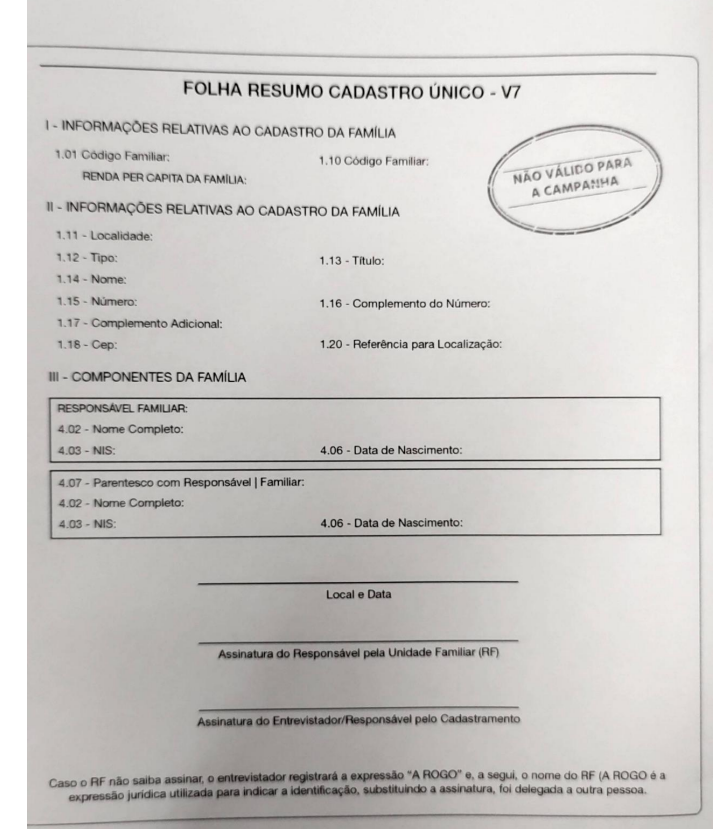 FOLHA RESUMO CADASTRO ÚNICO - V7
I - INFORMAÇÕES RELATIVAS AO CADASTRO DA FAMÍLIA
1.01 Código Familiar: 1.10 Código Familiar:
RENDA PER CAPITA DA FAMÍLIA:
NÃO VÁLIDO PARA
A CAMPANHA
II - INFORMAÇÕES RELATIVAS AO CADASTRO DA FAMÍLIA
1.11 - Localidade:
1.12 - Tipo: 1.13 - Título:
1.14 - Nome:
1.15 - Número: 1.16 - Complemento do Número:
1.17 - Complemento Adicional:
1.18 - Cep: 1.20 - Referência para Localização:
III - COMPONENTES DA FAMÍLIA
RESPONSÁVEL FAMILIAR:
4.02 - Nome Completo:
4.03 - NIS: 4.06 - Data de Nascimento:
4.07 - Parentesco com Responsável | Familiar:
4.02 - Nome Completo:
4.03 - NIS: 4.06 - Data de Nascimento:
Local e Data
Assinatura do Responsável pela Unidade Familiar (RF)
Assinatura do Entrevistador/Responsável pelo Cadastramento
Caso o RF não saiba assinar, o entrevistador registrará a expressão "A ROGO" e, a segui, o nome do RF (A ROGO é a
expressão jurídica utilizada para indicar a identificação, substituindo a assinatura, foi delegada a outra pessoa.